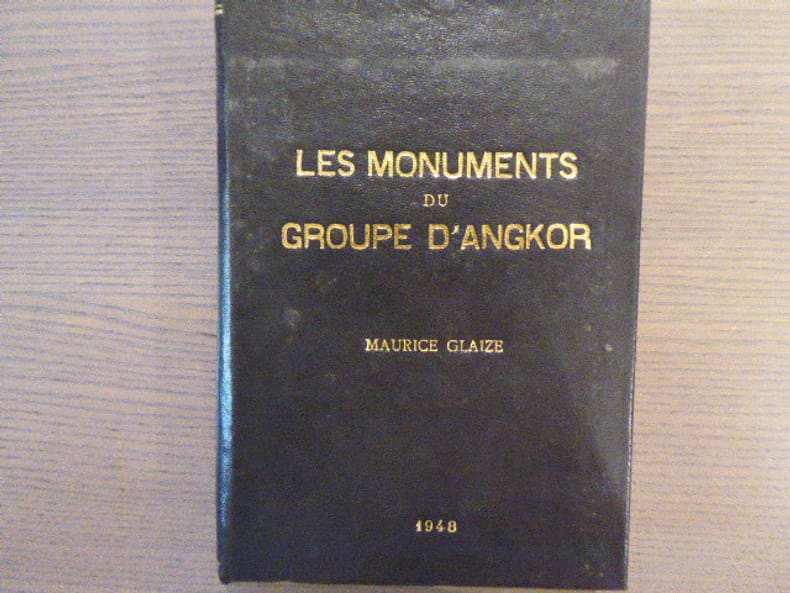 LES MONUMENTS
DU
GROUPE D'ANGKOR
MAURICE GLAIZE
1948